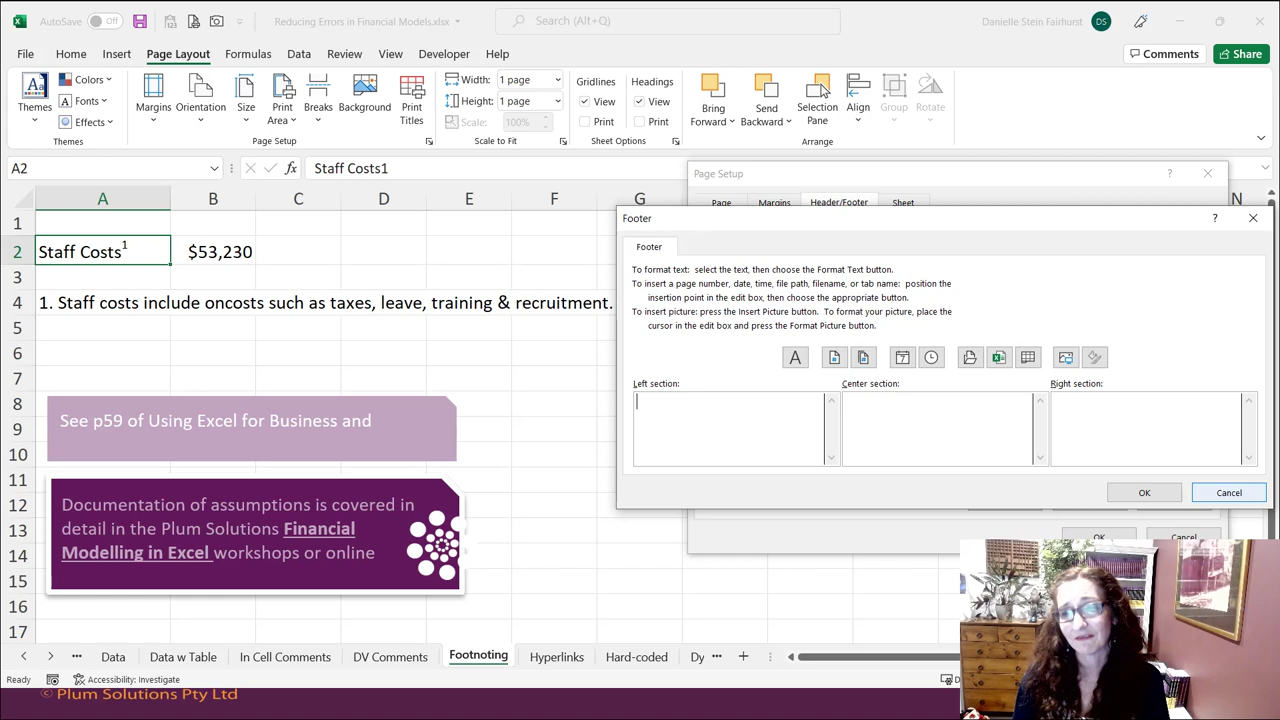 AutoSave
Off
Reducing Errors in Financial Models.xlsx
Search (Alt+Q)
Danielle Stein Fairhurst
DS
File
Home
Insert
Page Layout
Formulas
Data
Review
View
Developer
Help
Comments
Share
Themes
Colors
Fonts
Effects
Themes
Margins
Orientation
Size
Print
Area
Breaks
Background
Print
Titles
Page Setup
Width:
1 page
Height:
1 page
Scale:
100%
Scale to Fit
Gridlines
View
Print
Headings
View
Print
Sheet Options
Bring
Forward
Send
Backward
Selection
Pane
Align
Group
Rotate
Arrange
A2
fx
Staff Costs1
A
B
C
D
E
F
G
N
1
2
Staff Costs1
$53,230
3
4
1. Staff costs include oncosts such as taxes, leave, training & recruitment.
5
6
7
8
9
10
11
12
13
14
15
16
17
See p59 of Using Excel for Business and
Documentation of assumptions is covered in
detail in the Plum Solutions Financial
Modelling in Excel workshops or online
Page Setup
?
Page
Margins
Header/Footer
Sheet
Footer
?
Footer
To format text: select the text, then choose the Format Text button.
To insert a page number, date, time, file path, filename, or tab name: position the
insertion point in the edit box, then choose the appropriate button.
To insert picture: press the Insert Picture button. To format your picture, place the
cursor in the edit box and press the Format Picture button.
A
7
Left section:
Center section:
Right section:
OK
Cancel
OK
Cancel
Data
Data w Table
In Cell Comments
DV Comments
Footnoting
Hyperlinks
Hard-coded
Dy
Ready
Accessibility: Investigate
D
© Plum Solutions Pty Ltd